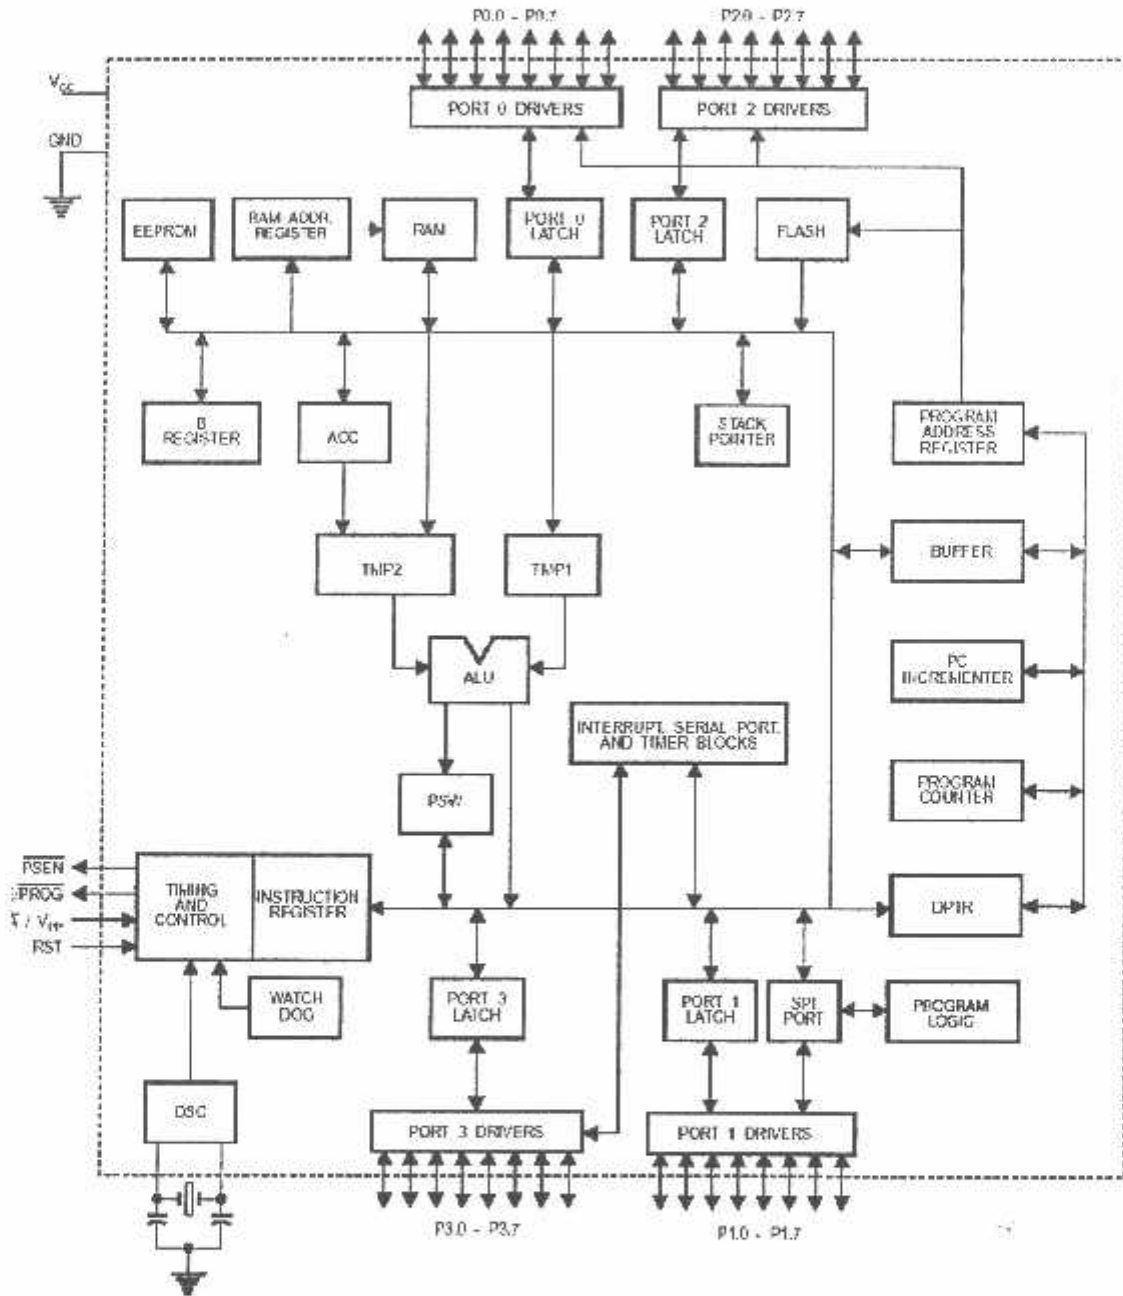 P0.0 - P0.7
P2.0 - P2.7
VCC
GND
PORT 0 DRIVERS
PORT 2 DRIVERS
EEPROM
RAM ADDR.
REGISTER
RAM
PORT 0
LATCH
PORT 2
LATCH
FLASH
B
REGISTER
ACC
STACK
POINTER
PROGRAM
ADDRESS
REGISTER
TMP2
TMP1
BUFFER
ALU
PC
INCREMENTER
INTERRUPT, SERIAL PORT,
AND TIMER BLOCKS
PSW
PROGRAM
COUNTER
PSEN
PROG
/ VPP
RST
TIMING
AND
CONTROL
INSTRUCTION
REGISTER
DPTR
WATCH
DOG
PORT 3
LATCH
PORT 1
LATCH
SPI
PORT
PROGRAM
LOGIC
OSC
PORT 3 DRIVERS
PORT 1 DRIVERS
P3.0 - P3.7
P1.0 - P1.7